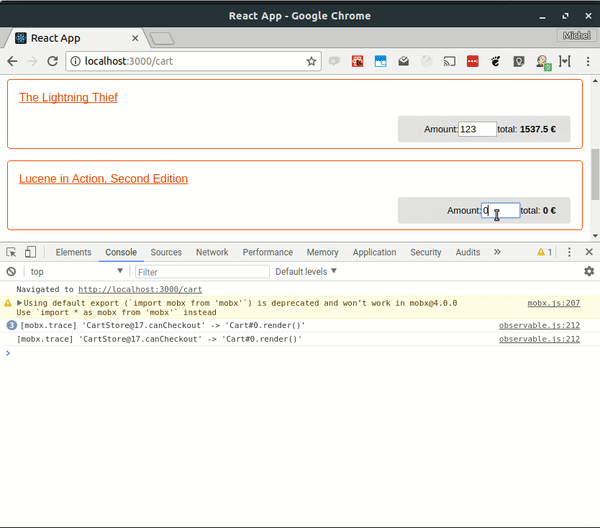 React App - Google Chrome
React App
Michel
localhost:3000/cart
The Lightning Thief
Amount: 123 total: 1537.5 €
Lucene in Action, Second Edition
Amount: 0 total: 0 €
Elements Console Sources Network Performance Memory Application Security Audits » 1
top Filter Default levels
Navigated to http://localhost:3000/cart
Using default export (`import mobx from 'mobx'`) is deprecated and won’t work in mobx@4.0.0 mobx.js:207
Use `import * as mobx from 'mobx'` instead
3 [mobx.trace] 'CartStore@17.canCheckout' -> 'Cart#0.render()' observable.js:212
[mobx.trace] 'CartStore@17.canCheckout' -> 'Cart#0.render()' observable.js:212